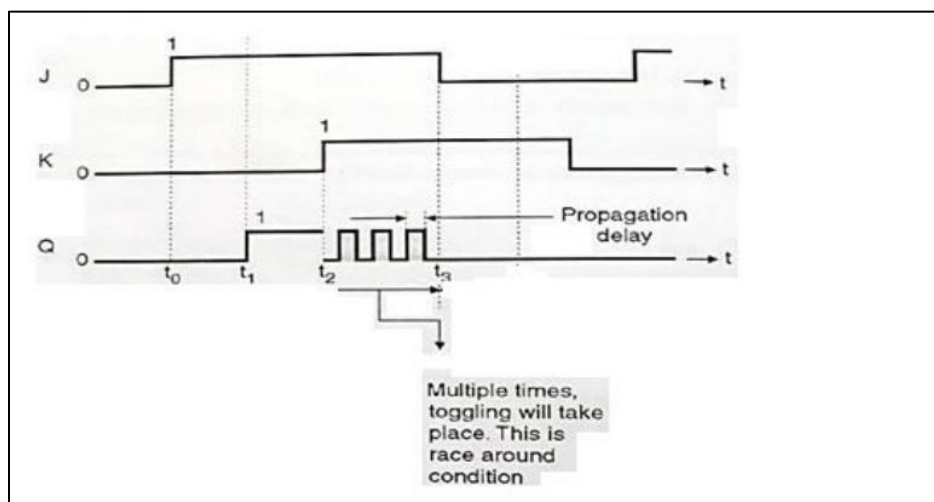 1
J 0 t
1
K 0 t
1 Propagation
delay
Q 0 t
t0 t1 t2 t3
Multiple times,
toggling will take
place. This is
race around
condition